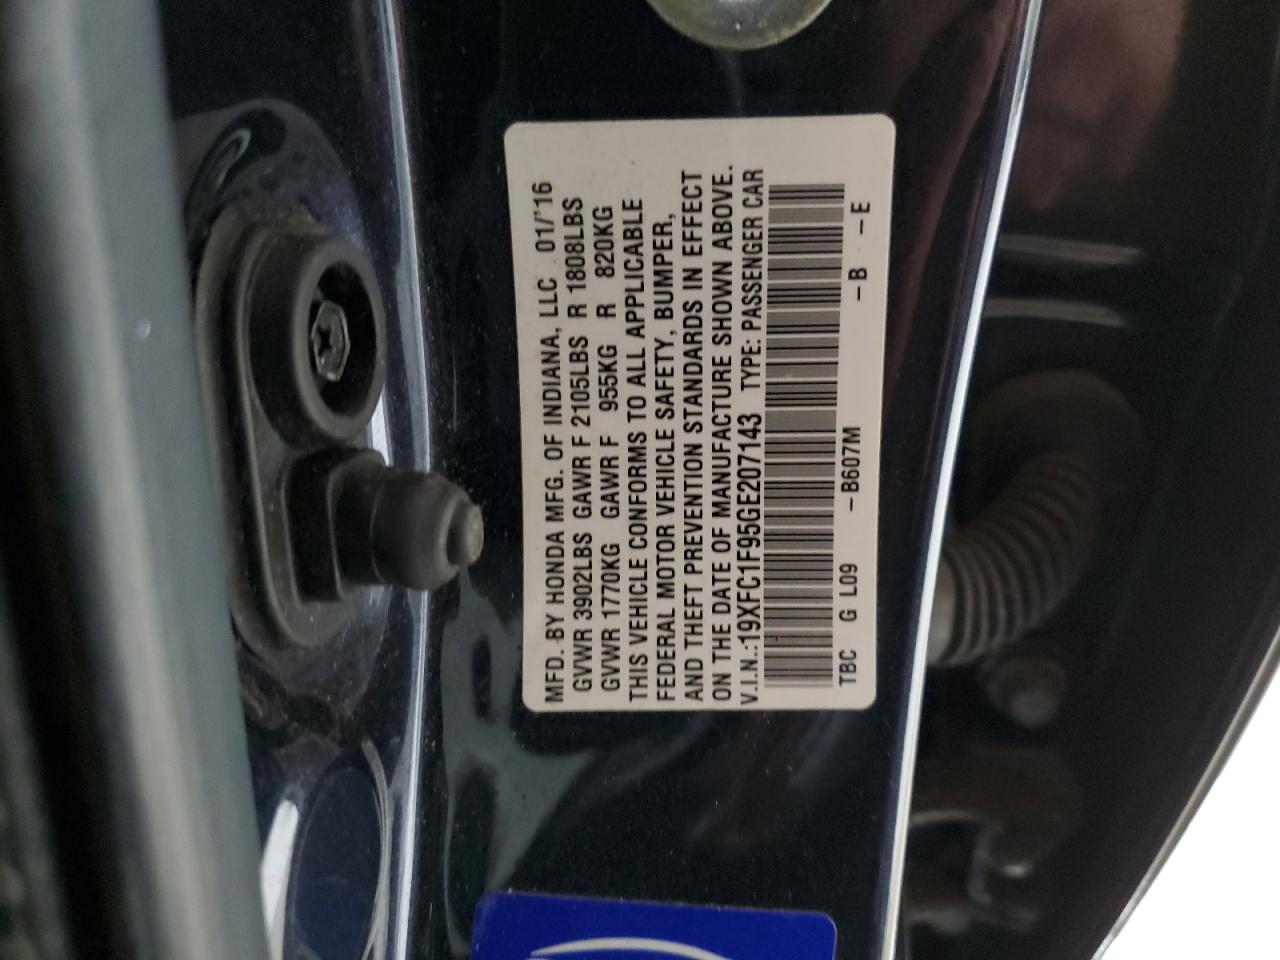 MFD. BY HONDA MFG. OF INDIANA, LLC 01/'16
GVWR 3902LBS GAWR F 2105LBS R 1808LBS
GVWR 1770KG GAWR F 955KG R 820KG
THIS VEHICLE CONFORMS TO ALL APPLICABLE
FEDERAL MOTOR VEHICLE SAFETY, BUMPER,
AND THEFT PREVENTION STANDARDS IN EFFECT
ON THE DATE OF MANUFACTURE SHOWN ABOVE.
V.I.N.:19XFC1F95GE207143 TYPE: PASSENGER CAR
TBC G L09 -B607M -B -E